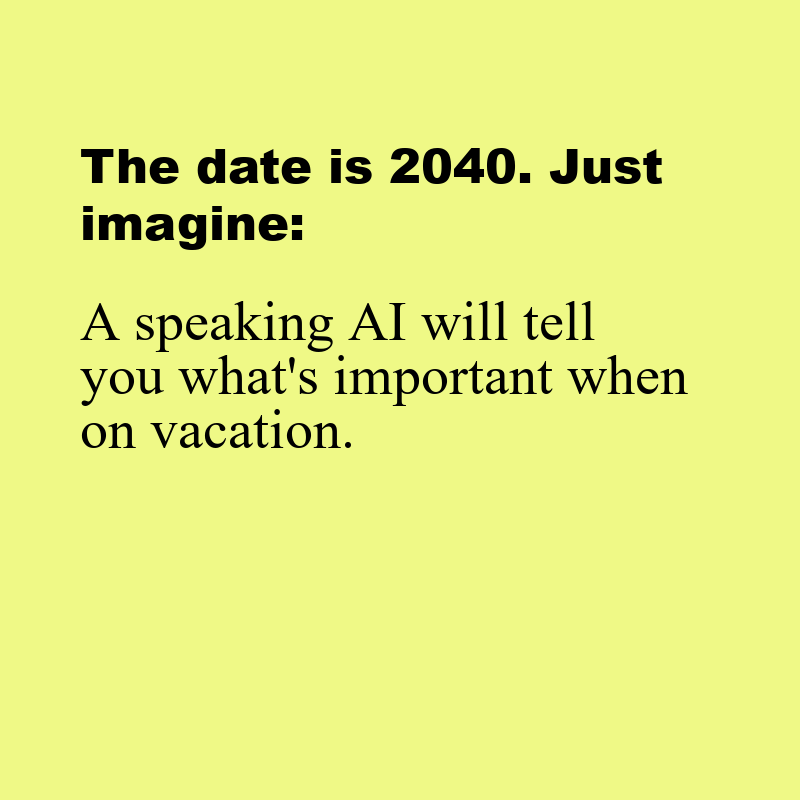 The date is 2040. Just
imagine:
A speaking AI will tell
you what's important when
on vacation.